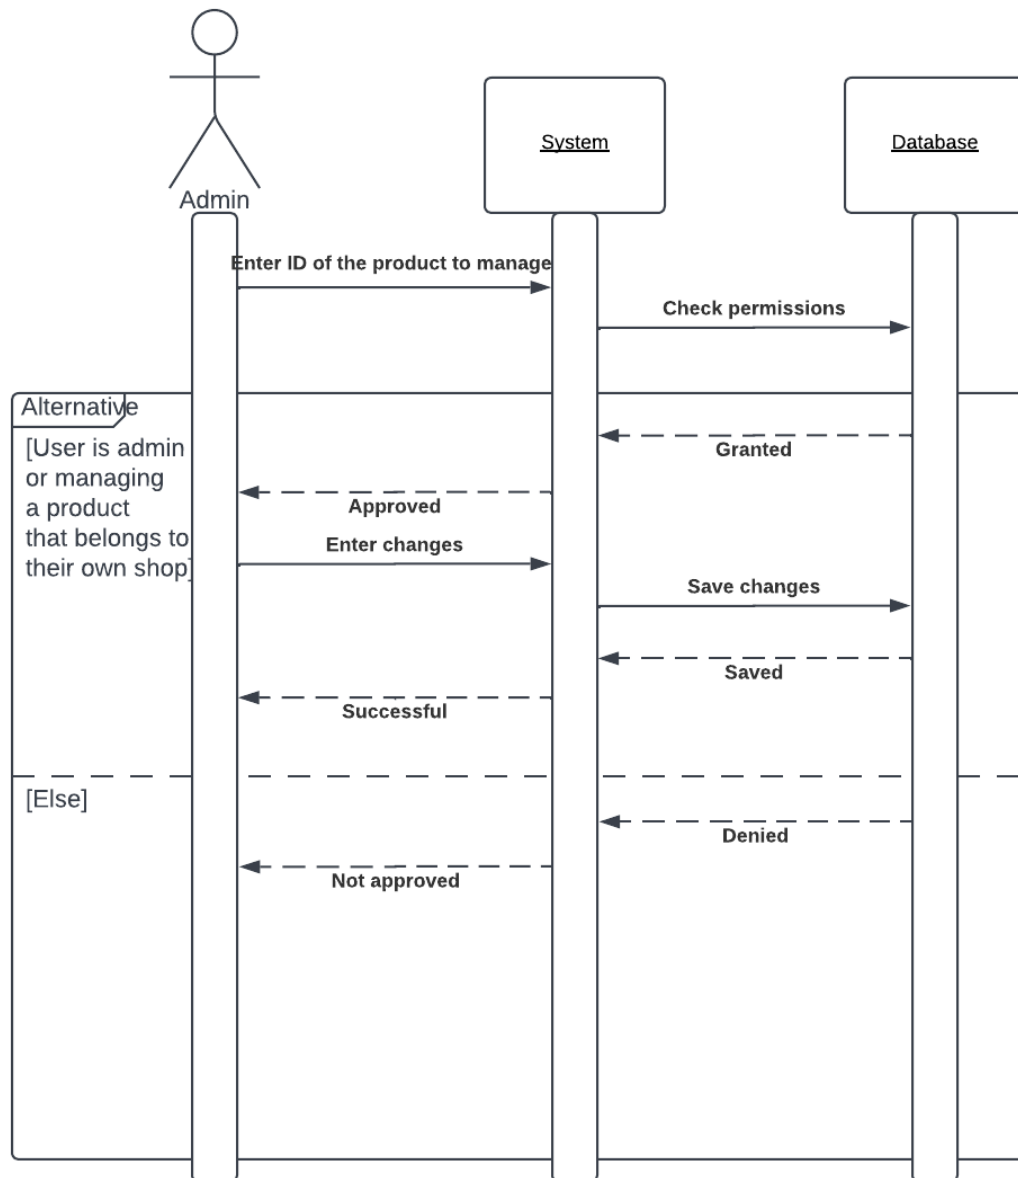 System
Database
Admin
Enter ID of the product to manage
Check permissions
Alternative
[User is admin
or managing
a product
that belongs to
their own shop]
Granted
Approved
Enter changes
Save changes
Saved
Successful
[Else]
Denied
Not approved